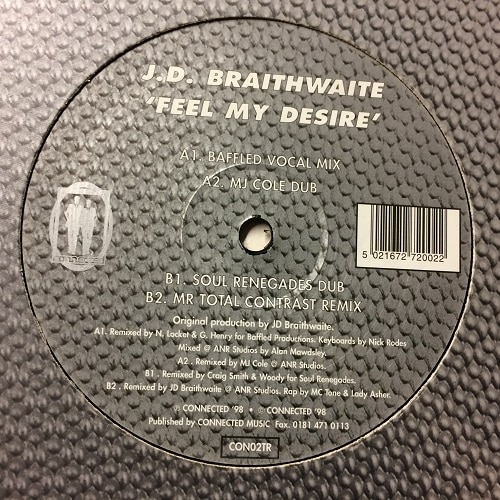 J.D. BRAITHWAITE
'FEEL MY DESIRE'
A1. BAFFLED VOCAL MIX
A2. MJ COLE DUB
5 021672 720022
B1. SOUL RENEGADES DUB
B2. MR TOTAL CONTRAST REMIX
Original production by JD Braithwaite.
A1. Remixed by N. Locket & G. Henry for Baffled Productions. Keyboards by Nick Rodes
Mixed @ ANR Studios by Alan Mawdsley.
A2. Remixed by MJ Cole @ ANR Studios.
B1. Remixed by Craig Smith & Woody for Soul Renegades.
B2. Remixed by JD Braithwaite @ ANR Studios. Rap by MC Tone & Lady Asher.
℗ CONNECTED '98 • © CONNECTED '98
Published by CONNECTED MUSIC Fax. 0181 471 0113
CON02TR